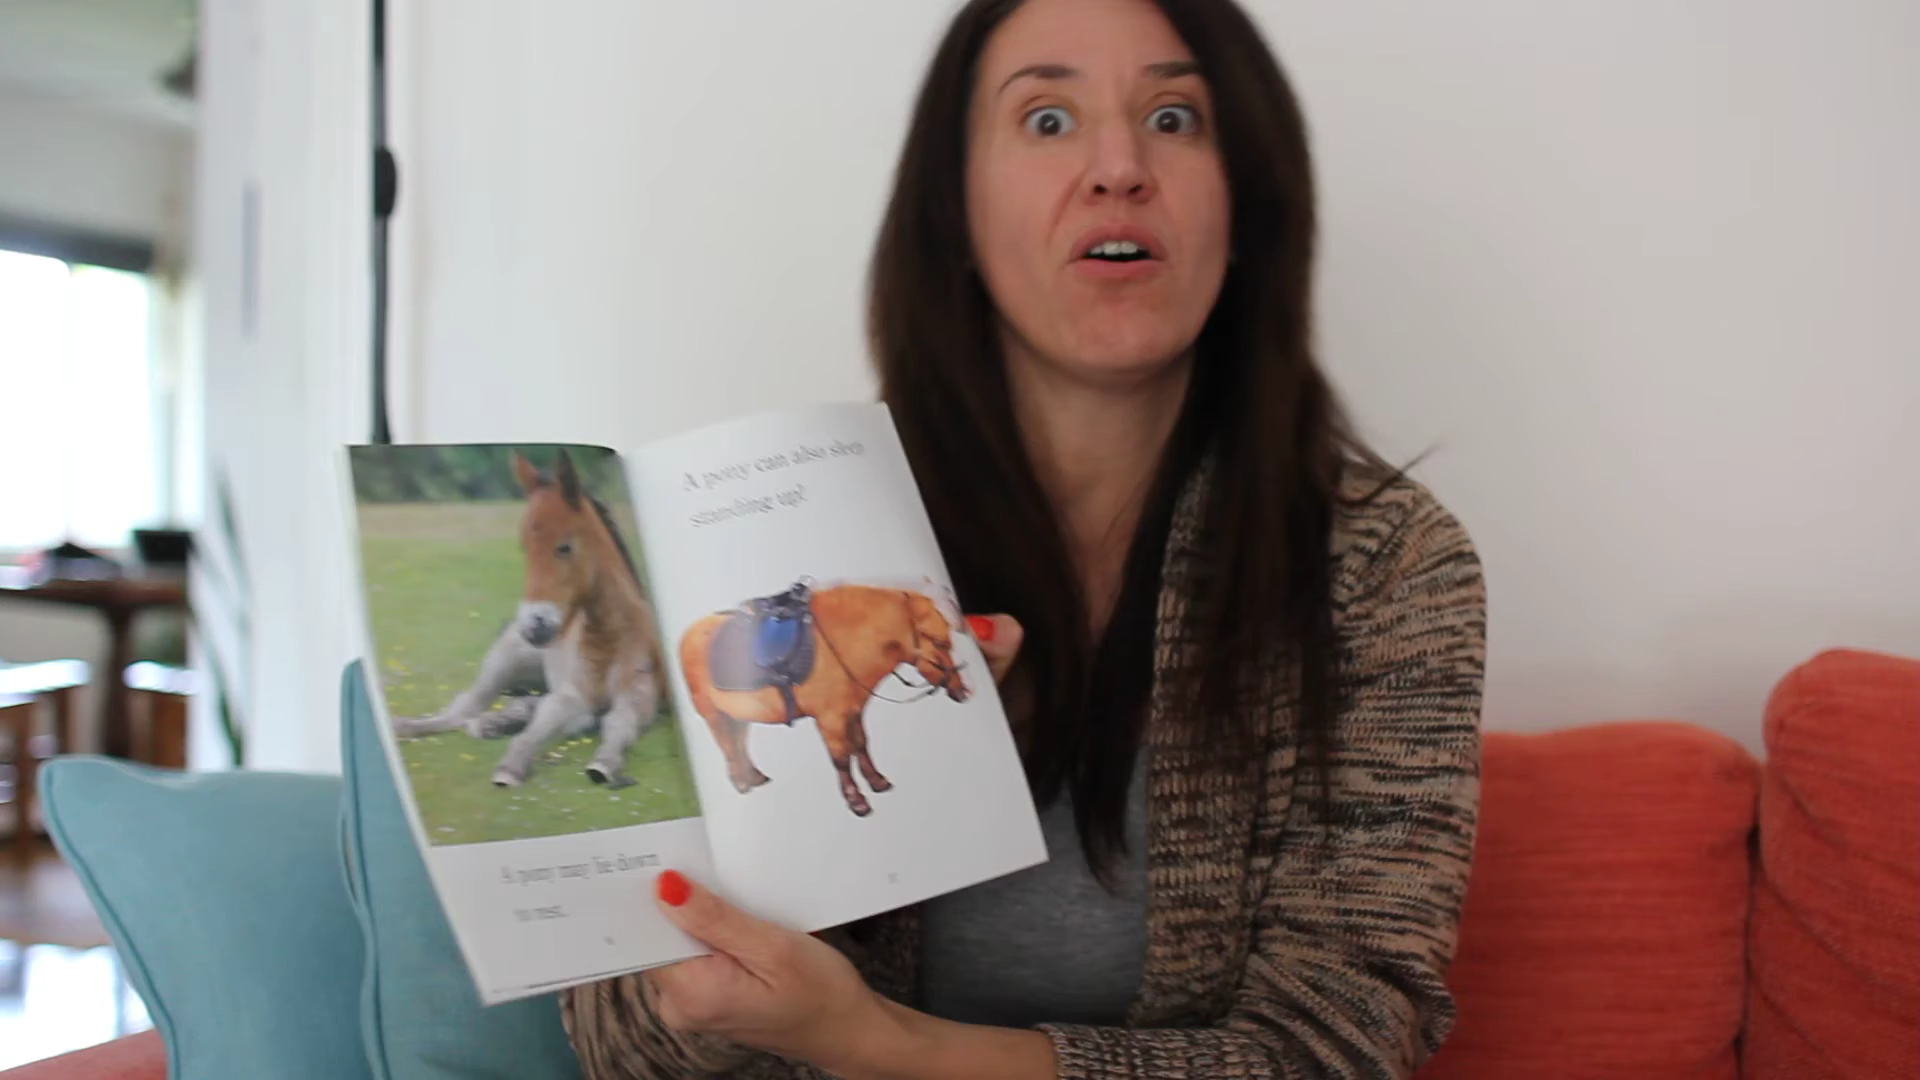 A pony may lie down
to rest.
A pony can also sleep
standing up!